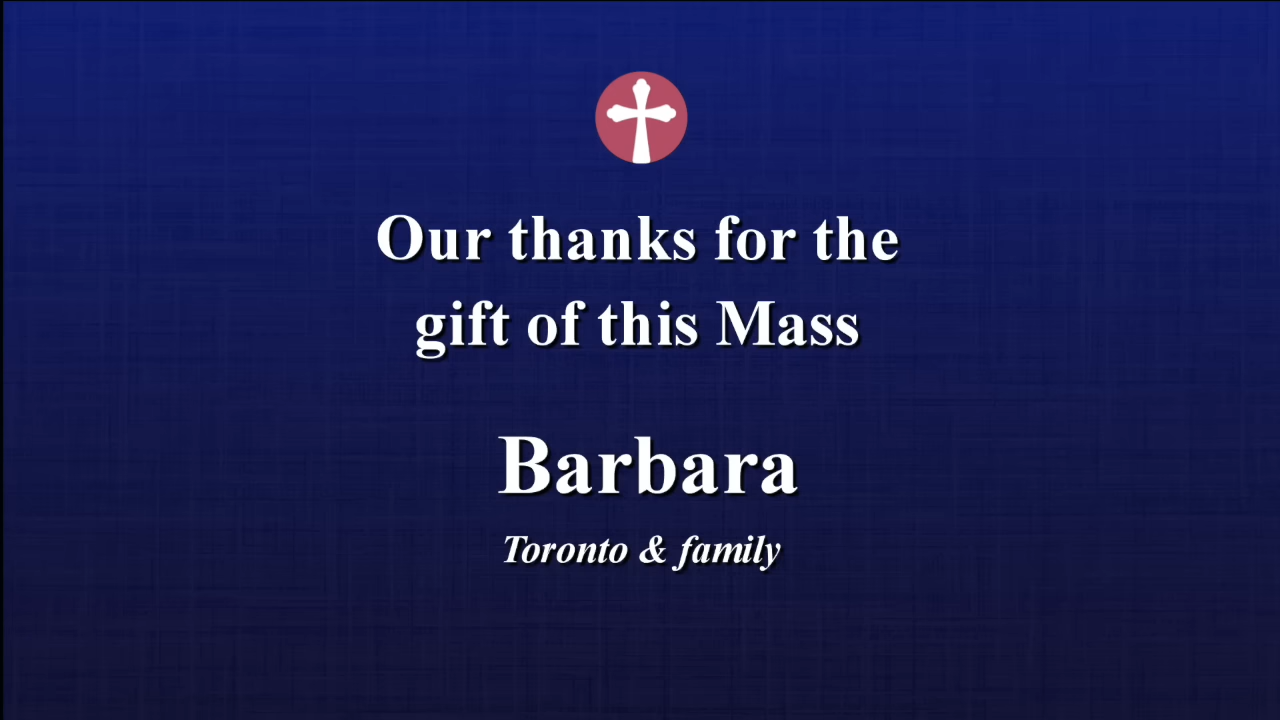 Our thanks for the
gift of this Mass
Barbara
Toronto & family